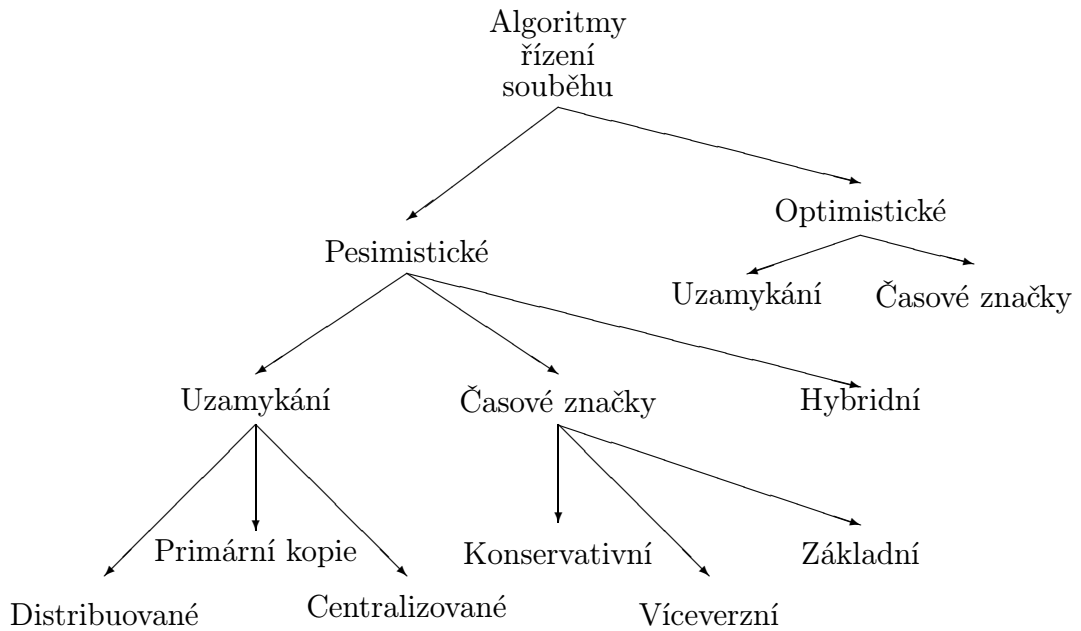 Algoritmy
řízení
souběhu
Optimistické
Pesimistické
Uzamykání
Časové značky
Uzamykání
Časové značky
Hybridní
Primární kopie
Konservativní
Základní
Distribuované
Centralizované
Víceverzní